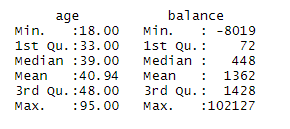 age balance
Min. :18.00 Min. : -8019
1st Qu.:33.00 1st Qu.: 72
Median :39.00 Median : 448
Mean :40.94 Mean : 1362
3rd Qu.:48.00 3rd Qu.: 1428
Max. :95.00 Max. :102127